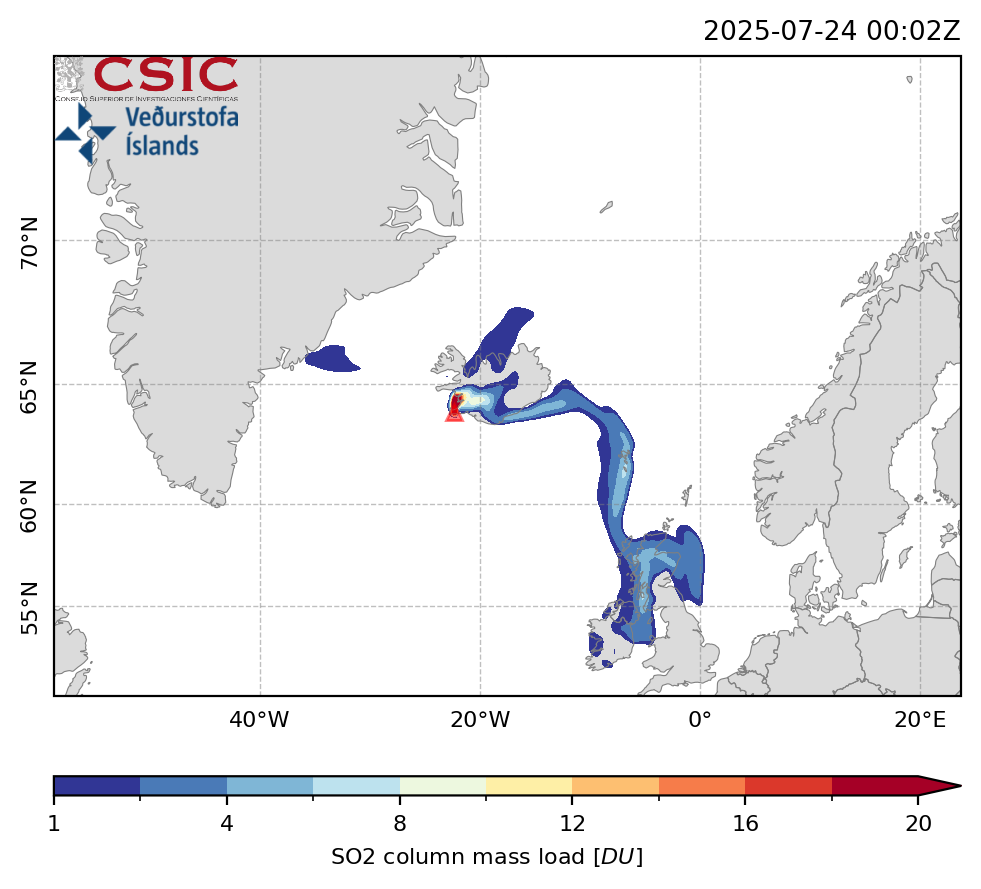 2025-07-24 00:02Z
CSIC
CONSEJO SUPERIOR DE INVESTIGACIONES CIENTÍFICAS
Veðurstofa
Íslands
70°N
65°N
60°N
55°N
40°W 20°W 0° 20°E
1 4 8 12 16 20
SO2 column mass load [DU]